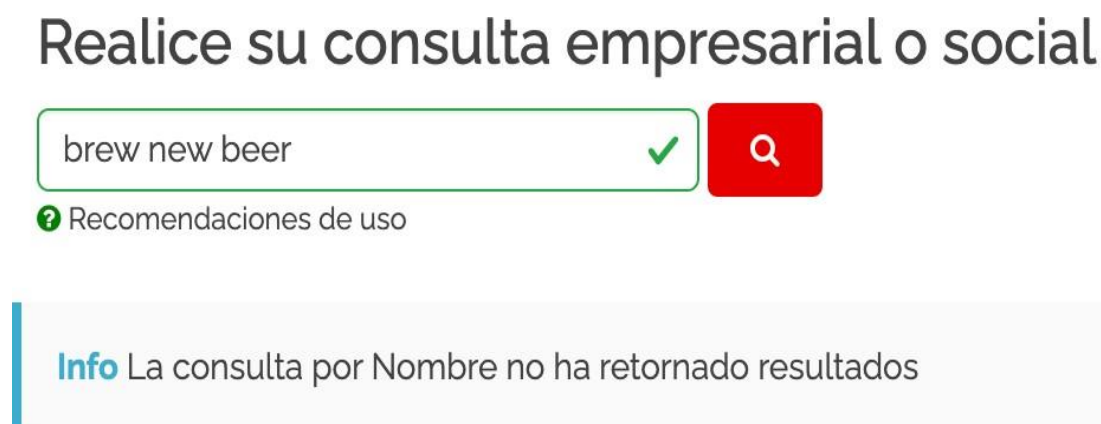 Realice su consulta empresarial o social
brew new beer
Recomendaciones de uso
Info La consulta por Nombre no ha retornado resultados